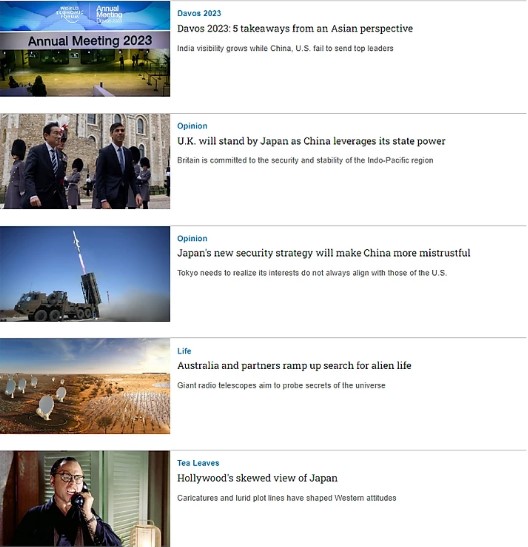 WORLD
ECONOMIC
FORUM
Annual
Meeting
Annual Meeting 2023
Davos 2023
Davos 2023: 5 takeaways from an Asian perspective
India visibility grows while China, U.S. fail to send top leaders
Opinion
U.K. will stand by Japan as China leverages its state power
Britain is committed to the security and stability of the Indo-Pacific region
Opinion
Japan's new security strategy will make China more mistrustful
Tokyo needs to realize its interests do not always align with those of the U.S.
Life
Australia and partners ramp up search for alien life
Giant radio telescopes aim to probe secrets of the universe
Tea Leaves
Hollywood's skewed view of Japan
Caricatures and lurid plot lines have shaped Western attitudes